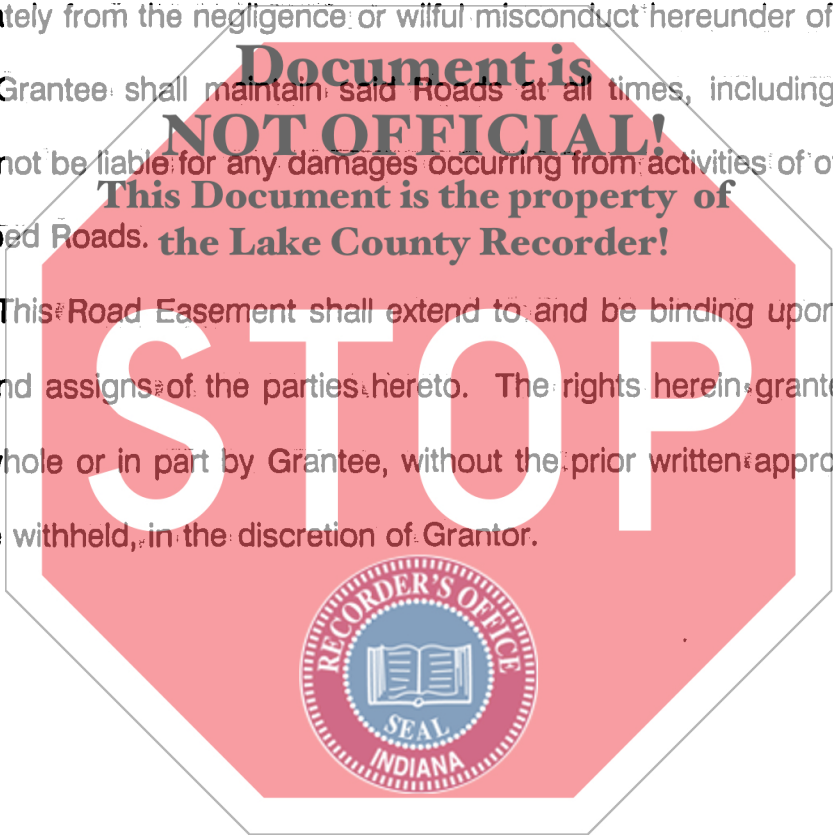 tely from the negligence or wilful misconduct hereunder of
Document is
Grantee shall maintain said Roads at all times, including
NOT OFFICIAL!
not be liable for any damages occurring from activities of o
This Document is the property of
ed Roads.
the Lake County Recorder!
This Road Easement shall extend to and be binding upon
STOP
nd assigns of the parties hereto. The rights herein grante
hole or in part by Grantee, without the prior written appro
withheld, in the discretion of Grantor.
RECORDER'S OFFICE
SEAL
INDIANA